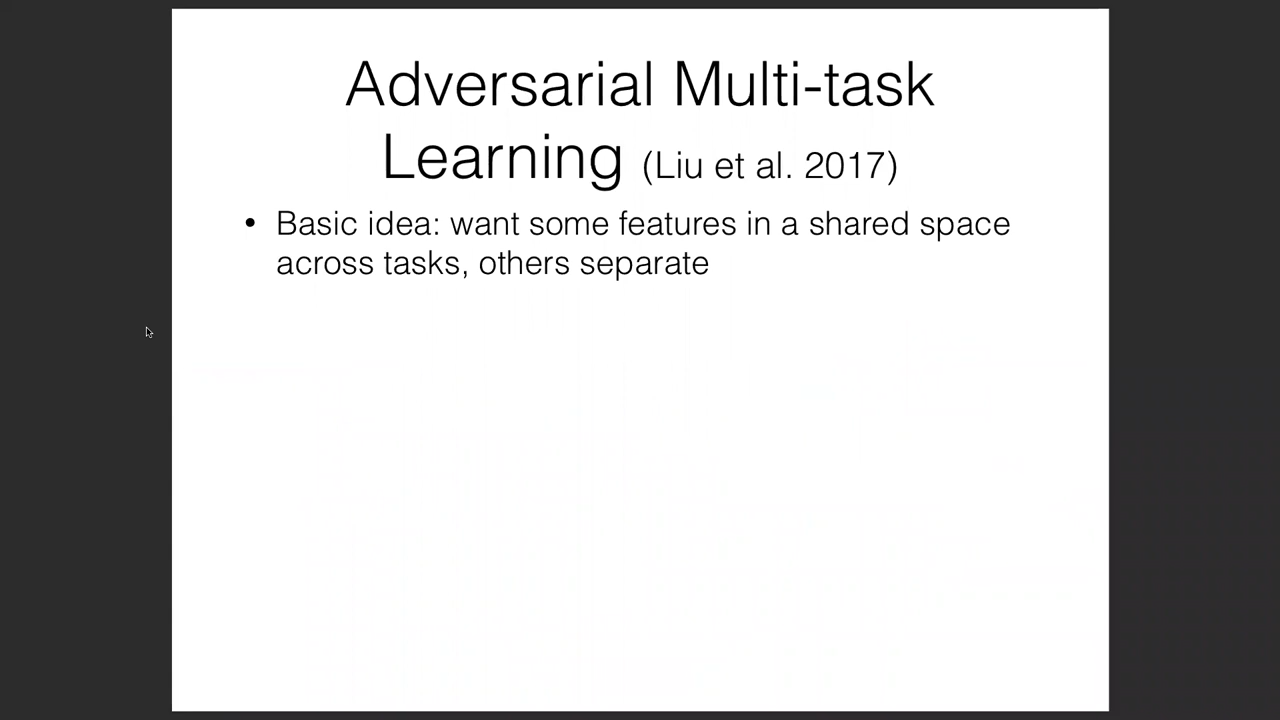 Adversarial Multi-task
Learning (Liu et al. 2017)
• Basic idea: want some features in a shared space
across tasks, others separate